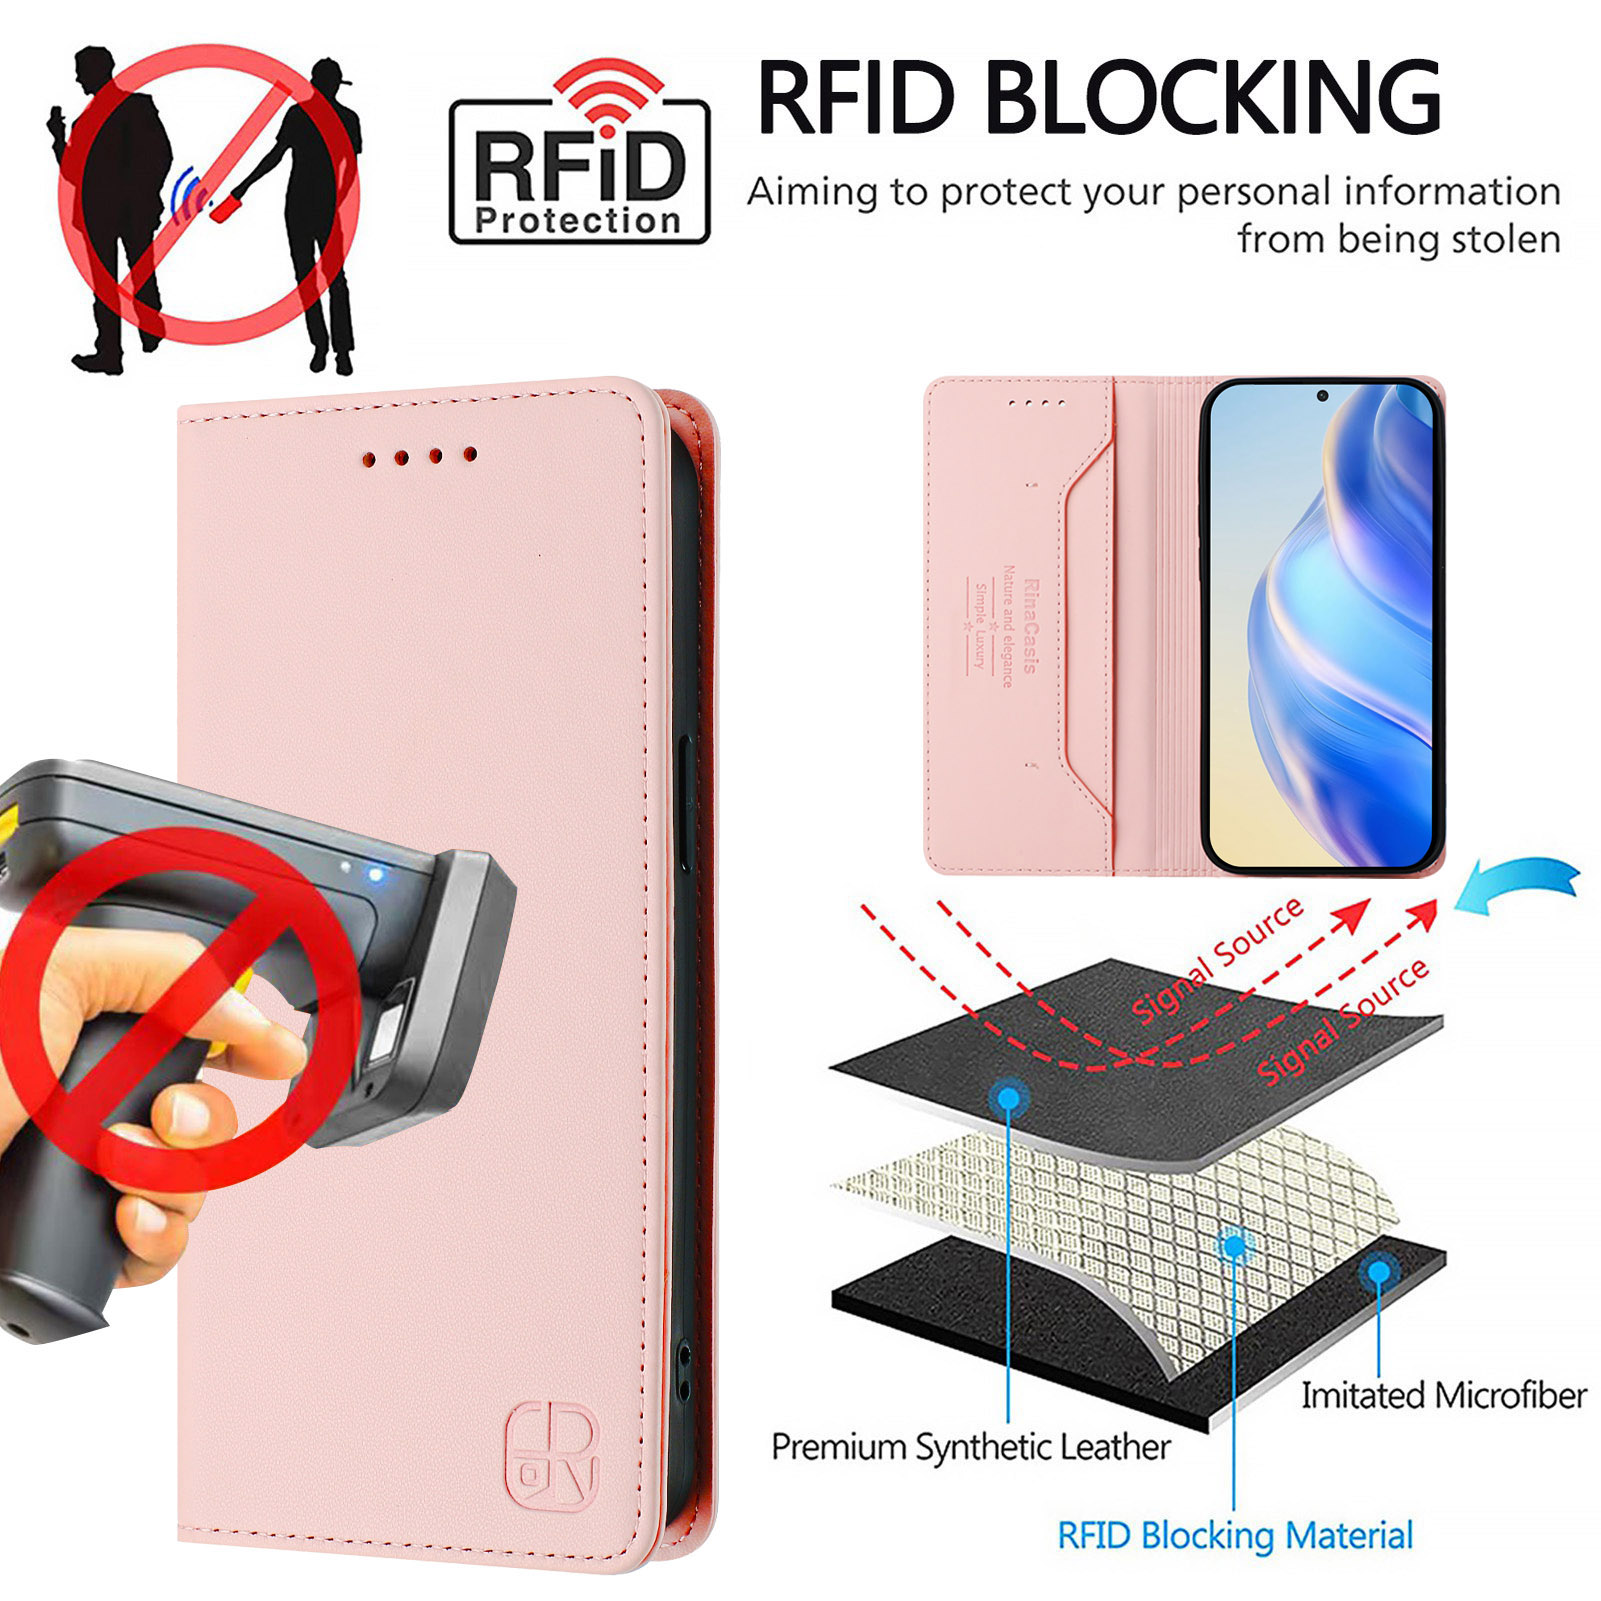 RFID BLOCKING
Aiming to protect your personal information
from being stolen
RFiD
Protection
RinaCasis
Nature and elegance
Simple Luxury
Signal Source
Signal Source
Imitated Microfiber
Premium Synthetic Leather
RFID Blocking Material